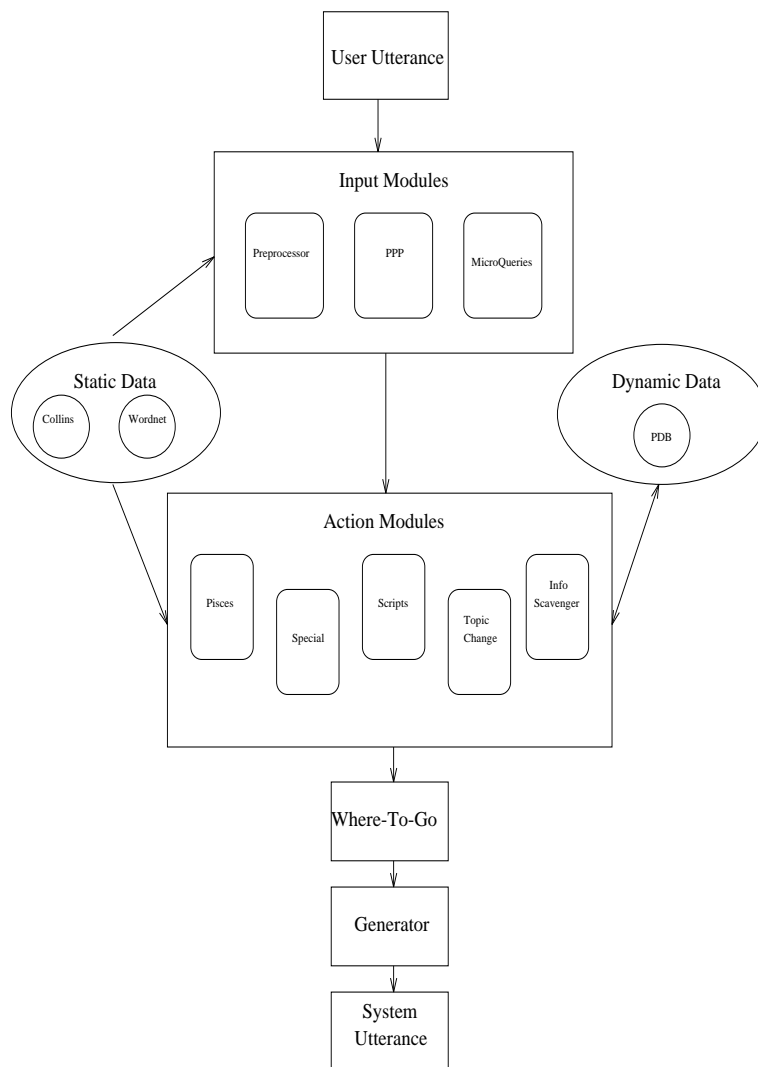 User Utterance
Input Modules
Preprocessor
PPP
MicroQueries
Static Data
Collins
Wordnet
Dynamic Data
PDB
Action Modules
Pisces
Special
Scripts
Topic
Change
Info
Scavenger
Where-To-Go
Generator
System
Utterance